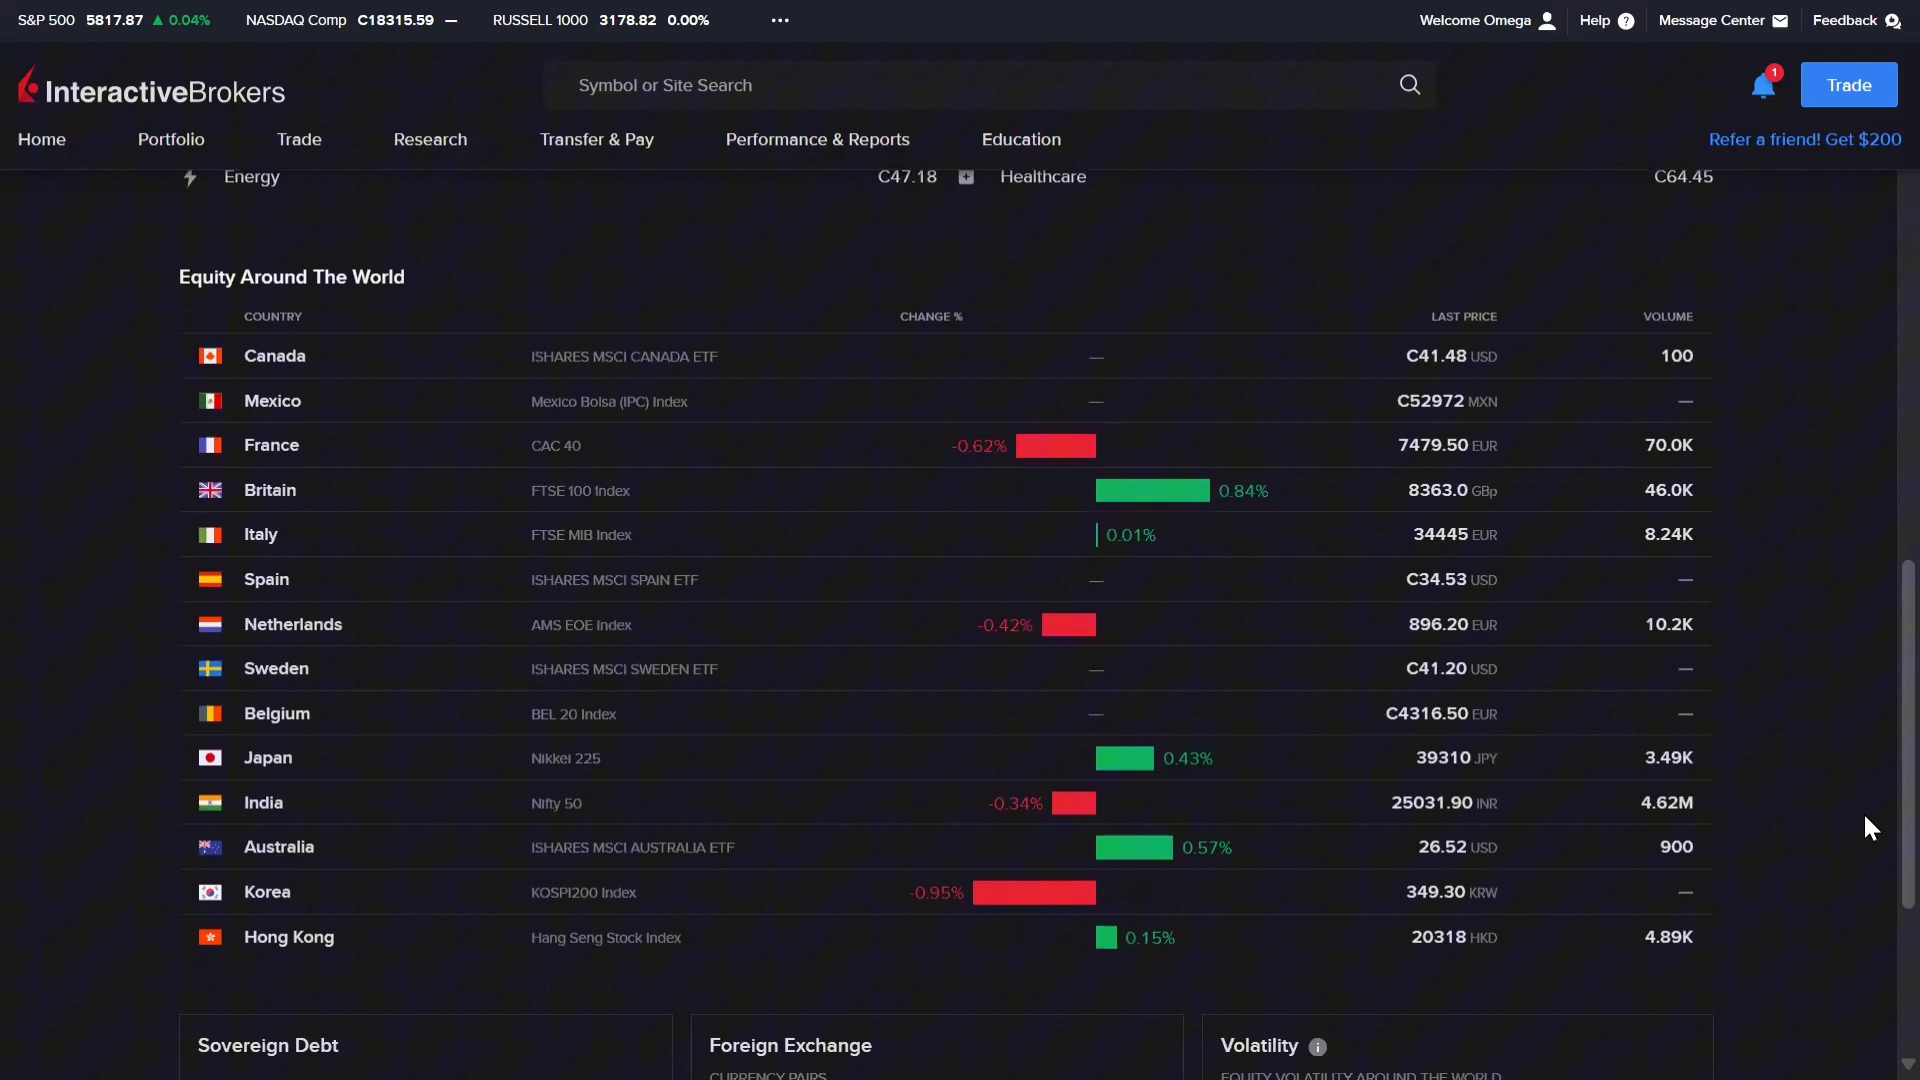 S&P 500 5817.87 ▲ 0.04% NASDAQ Comp C18315.59 — RUSSELL 1000 3178.82 0.00% ••• Welcome Omega Help ? Message Center Feedback
InteractiveBrokers Symbol or Site Search 1 Trade
Home Portfolio Trade Research Transfer & Pay Performance & Reports Education Refer a friend! Get $200
Energy C47.18 Healthcare C64.45
Equity Around The World
COUNTRY CHANGE % LAST PRICE VOLUME
Canada ISHARES MSCI CANADA ETF — C41.48 USD 100
Mexico Mexico Bolsa (IPC) Index — C52972 MXN —
France CAC 40 -0.62% 7479.50 EUR 70.0K
Britain FTSE 100 Index 0.84% 8363.0 GBp 46.0K
Italy FTSE MIB Index 0.01% 34445 EUR 8.24K
Spain ISHARES MSCI SPAIN ETF — C34.53 USD —
Netherlands AMS EOE Index -0.42% 896.20 EUR 10.2K
Sweden ISHARES MSCI SWEDEN ETF — C41.20 USD —
Belgium BEL 20 Index — C4316.50 EUR —
Japan Nikkei 225 0.43% 39310 JPY 3.49K
India Nifty 50 -0.34% 25031.90 INR 4.62M
Australia ISHARES MSCI AUSTRALIA ETF 0.57% 26.52 USD 900
Korea KOSPI200 Index -0.95% 349.30 KRW —
Hong Kong Hang Seng Stock Index 0.15% 20318 HKD 4.89K
Sovereign Debt Foreign Exchange Volatility i
CURRENCY PAIRS EQUITY VOLATILITY AROUND THE WORLD